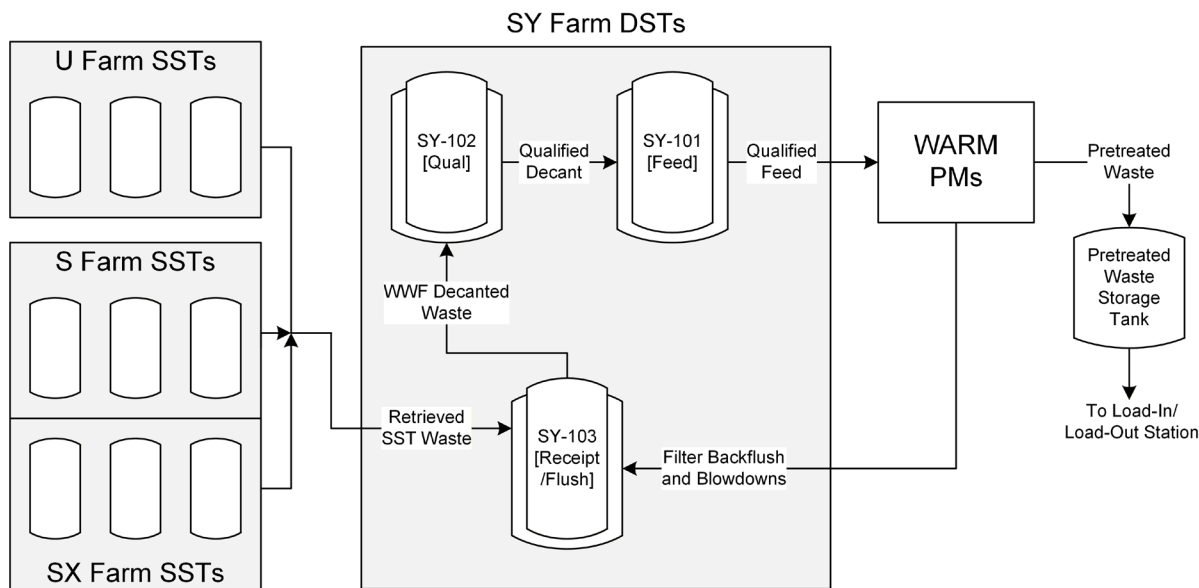 SY Farm DSTs
U Farm SSTs
S Farm SSTs
SX Farm SSTs
SY-102
[Qual]
Qualified
Decant
SY-101
[Feed]
Qualified
Feed
WARM
PMs
Pretreated
Waste
Pretreated
Waste
Storage
Tank
To Load-In/
Load-Out Station
WWF Decanted
Waste
Retrieved
SST Waste
SY-103
[Receipt
/Flush]
Filter Backflush
and Blowdowns